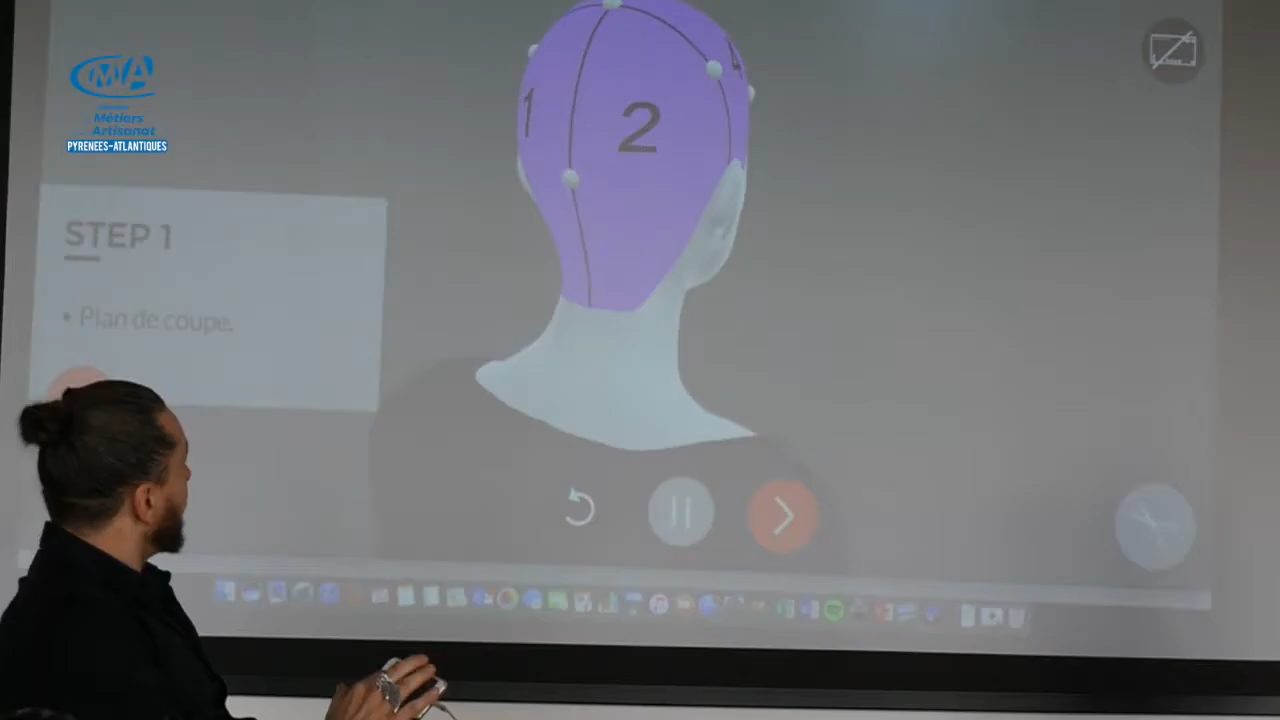 CMA
Métiers
Artisanat
PYRENEES-ATLANTIQUES
1
2
4
STEP 1
• Plan de coupe.